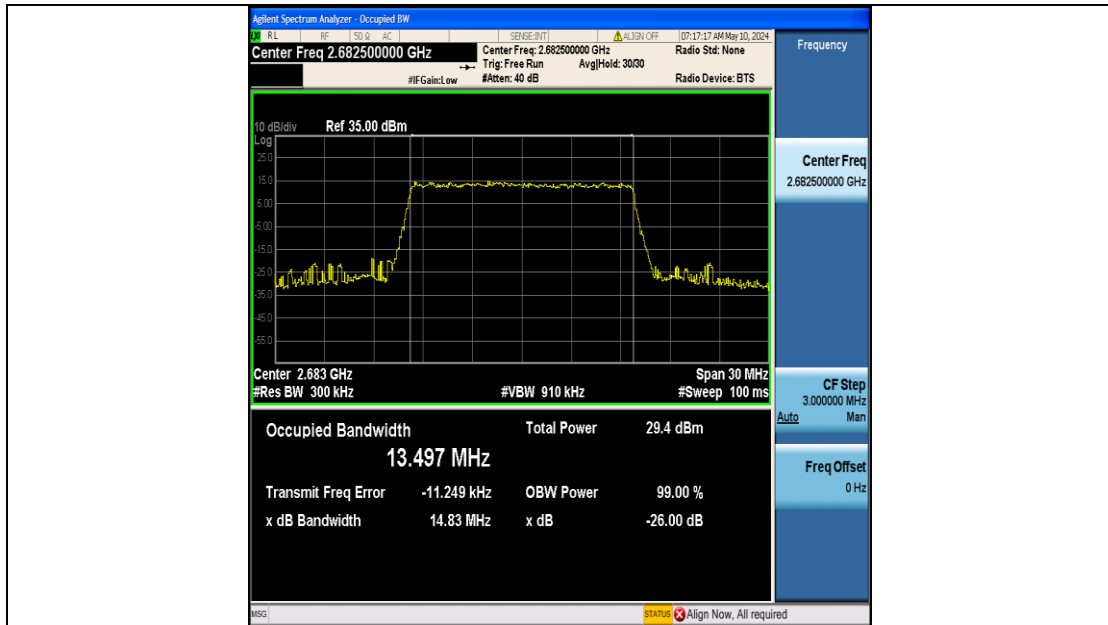 Agilent Spectrum Analyzer - Occupied BW
RL RF 50 Ω AC SENSE:INT ALIGN OFF 07:17:17 AM May 10, 2024
Center Freq 2.682500000 GHz
Center Freq: 2.682500000 GHz Radio Std: None
Trig: Free Run Avg|Hold: 30/30
#IFGain:Low #Atten: 40 dB Radio Device: BTS
10 dB/div Ref 35.00 dBm
Log
25.0
15.0
5.00
-5.00
-15.0
-25.0
-35.0
-45.0
-55.0
Center 2.683 GHz Span 30 MHz
#Res BW 300 kHz #VBW 910 kHz #Sweep 100 ms
Occupied Bandwidth Total Power 29.4 dBm
13.497 MHz
Transmit Freq Error -11.249 kHz OBW Power 99.00 %
x dB Bandwidth 14.83 MHz x dB -26.00 dB
Frequency
Center Freq
2.682500000 GHz
CF Step
3.000000 MHz
Auto Man
Freq Offset
0 Hz
MSG STATUS Align Now, All required